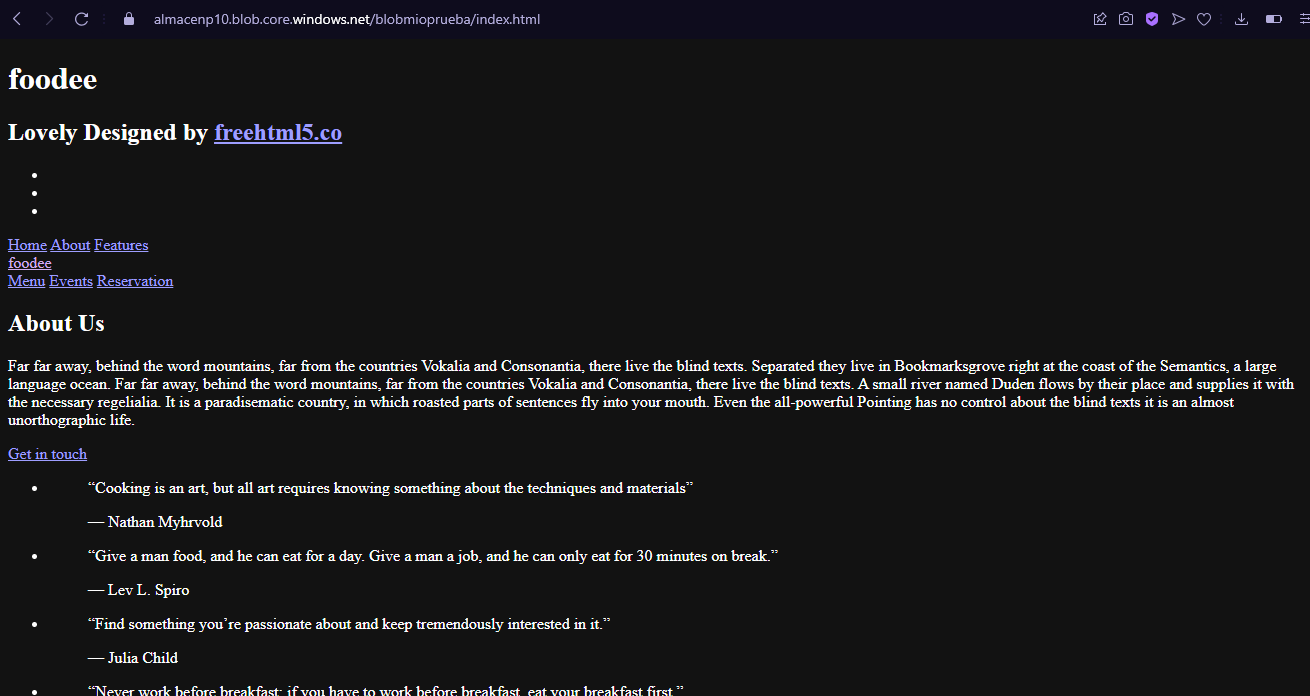 almacenp10.blob.core.windows.net/blobmioprueba/index.html
foodee
Lovely Designed by freehtml5.co
Home About Features
foodee
Menu Events Reservation
About Us
Far far away, behind the word mountains, far from the countries Vokalia and Consonantia, there live the blind texts. Separated they live in Bookmarksgrove right at the coast of the Semantics, a large
language ocean. Far far away, behind the word mountains, far from the countries Vokalia and Consonantia, there live the blind texts. A small river named Duden flows by their place and supplies it with
the necessary regelialia. It is a paradisematic country, in which roasted parts of sentences fly into your mouth. Even the all-powerful Pointing has no control about the blind texts it is an almost
unorthographic life.
Get in touch
“Cooking is an art, but all art requires knowing something about the techniques and materials”
— Nathan Myhrvold
“Give a man food, and he can eat for a day. Give a man a job, and he can only eat for 30 minutes on break.”
— Lev L. Spiro
“Find something you’re passionate about and keep tremendously interested in it.”
— Julia Child
“Never work before breakfast; if you have to work before breakfast, eat your breakfast first.”